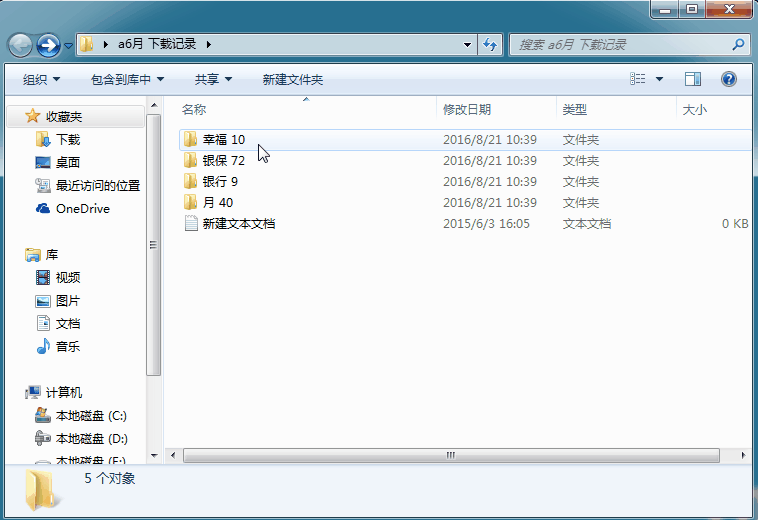 a6月 下载记录
搜索 a6月 下载记录
组织 包含到库中 共享 新建文件夹
名称 修改日期 类型 大小
收藏夹
下载
桌面
最近访问的位置
OneDrive
库
视频
图片
文档
音乐
计算机
本地磁盘 (C:)
本地磁盘 (D:)
本地磁盘 (E:)
幸福 10 2016/8/21 10:39 文件夹
银保 72 2016/8/21 10:39 文件夹
银行 9 2016/8/21 10:39 文件夹
月 40 2016/8/21 10:39 文件夹
新建文本文档 2015/6/3 16:05 文本文档 0 KB
5 个对象